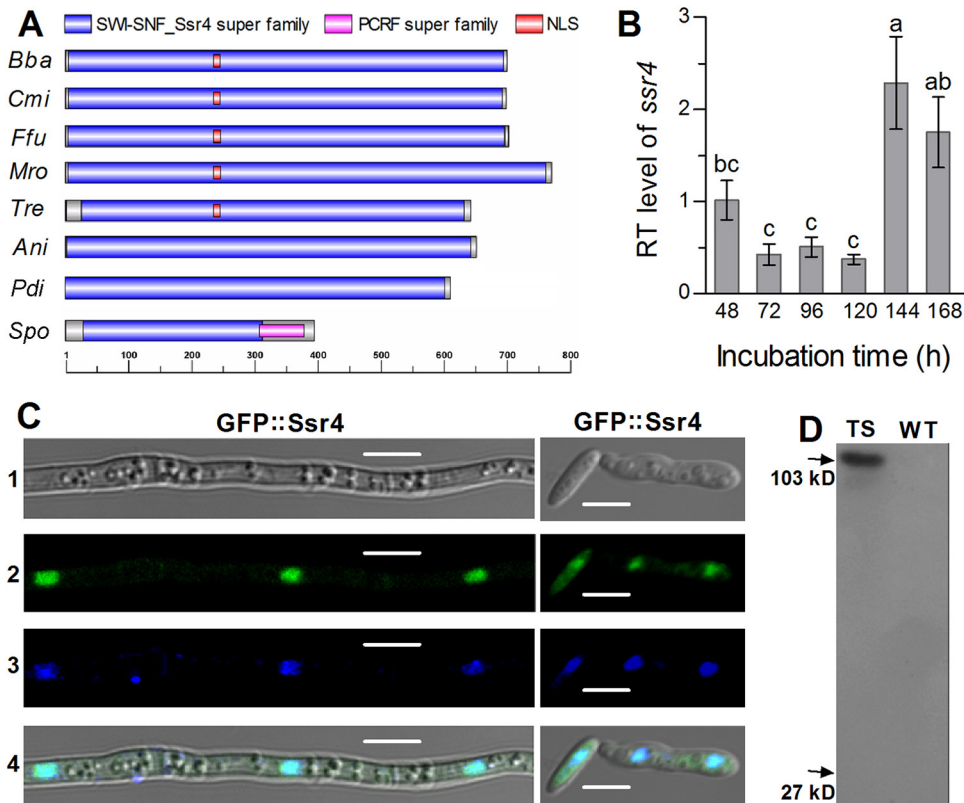 A
SWI-SNF_Ssr4 super family PCRF super family NLS
Bba
Cmi
Ffu
Mro
Tre
Ani
Pdi
Spo
1 100 200 300 400 500 600 700 800
B
RT level of ssr4
3
2
1
0
bc
c
c
c
a
ab
48 72 96 120 144 168
Incubation time (h)
C
GFP::Ssr4 GFP::Ssr4
1
2
3
4
D
TS WT
103 kD
27 kD